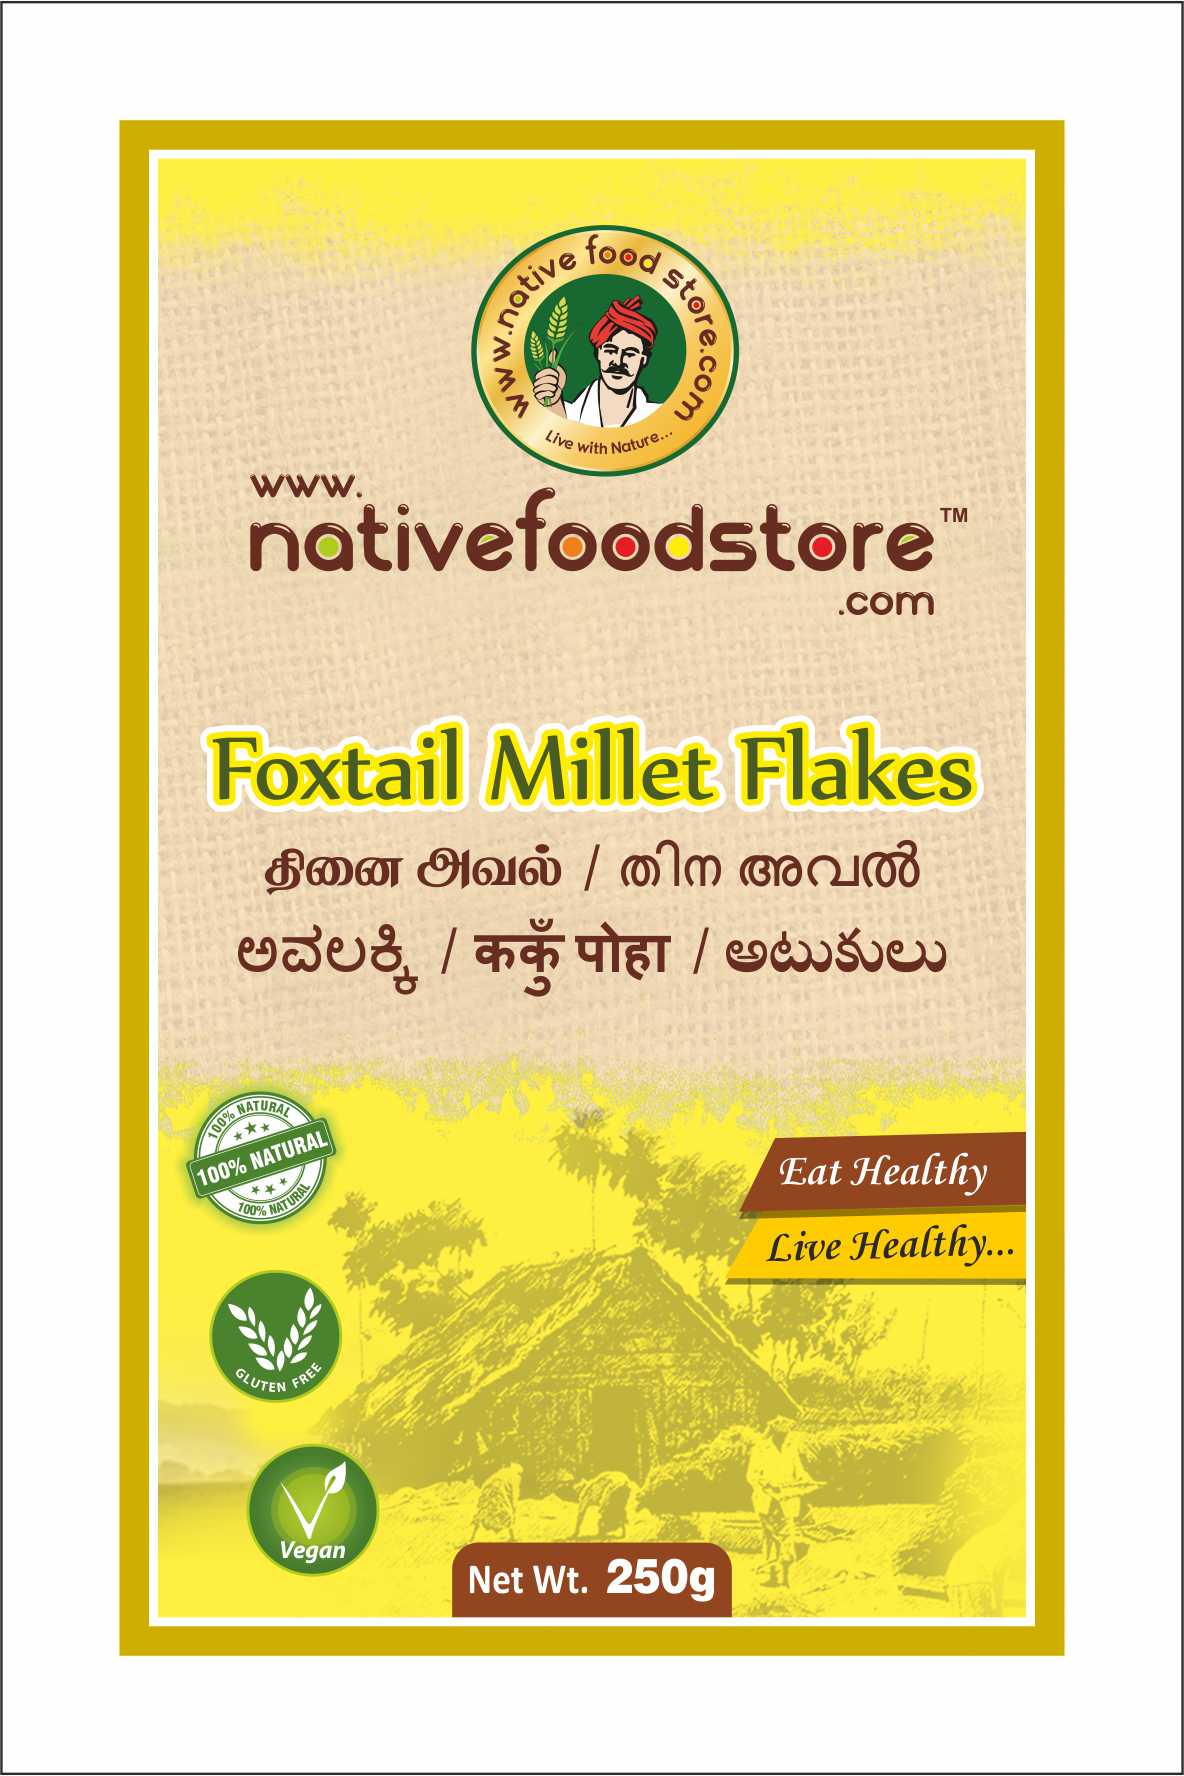 www.native food store.com
Live with Nature...
www.
nativefoodstore™
.com
Foxtail Millet Flakes
தினை அவல் / തിന അവൽ
ಅವಲಕ್ಕಿ / ककुँ पोहा / అటుకులు
100% NATURAL
100% NATURAL
100% NATURAL
Eat Healthy
Live Healthy...
GLUTEN FREE
Vegan
Net Wt. 250g